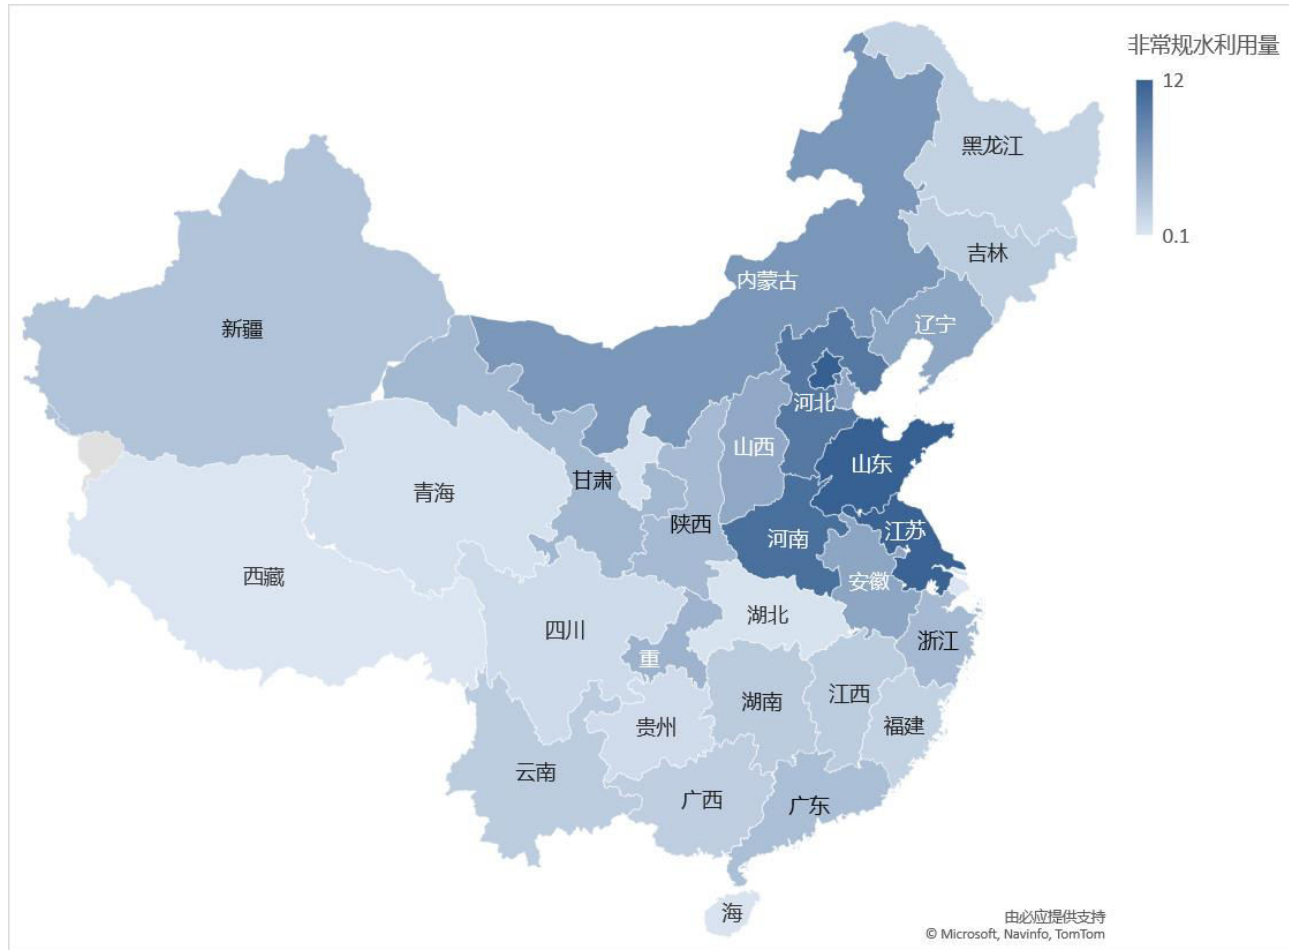 非常规水利用量
12
0.1
黑龙江
吉林
内蒙古
辽宁
新疆
河北
山西
山东
甘肃
青海
陕西
河南
江苏
西藏
安徽
湖北
四川
浙江
重
湖南
江西
贵州
福建
云南
广西
广东
海
由必应提供支持
© Microsoft, Navinfo, TomTom